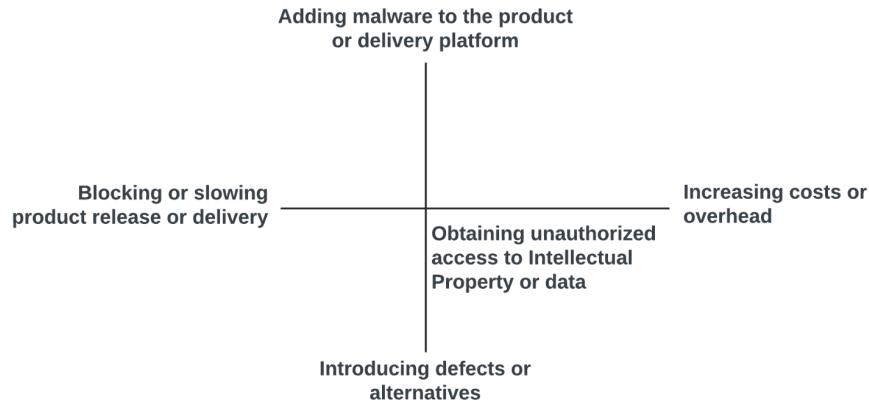 Adding malware to the product
or delivery platform
Blocking or slowing
product release or delivery
Increasing costs or
overhead
Obtaining unauthorized
access to Intellectual
Property or data
Introducing defects or
alternatives